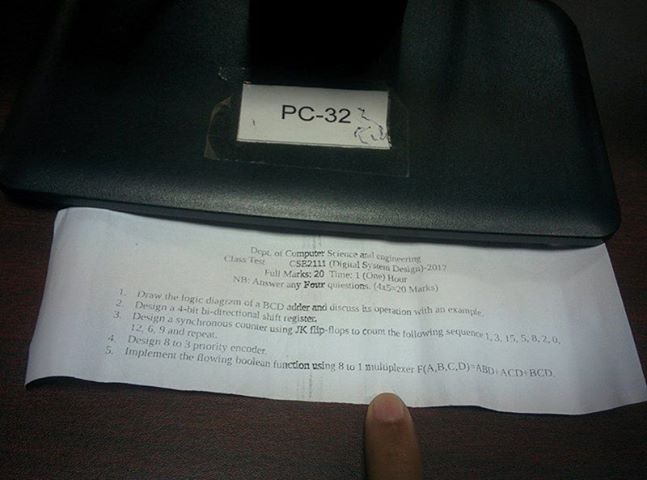 PC-32
Dept. of Computer Science and engineering
Class Test CSE2111 (Digital System Design)-2017
Full Marks: 20 Time: 1 (One) Hour
NB: Answer any Four quiestions. (4x5=20 Marks)
1. Draw the logic diagram of a BCD adder and discuss its operation with an example.
2. Design a 4-bit bi-directional shift register.
3. Design a synchronous counter using JK flip-flops to count the following sequence 1, 3, 15, 5, 8, 2, 0,
12, 6, 9 and repeat.
4. Design 8 to 3 priority encoder.
5. Implement the flowing boolean function using 8 to 1 multiplexer F(A,B,C,D)=ABD+ACD+BCD.